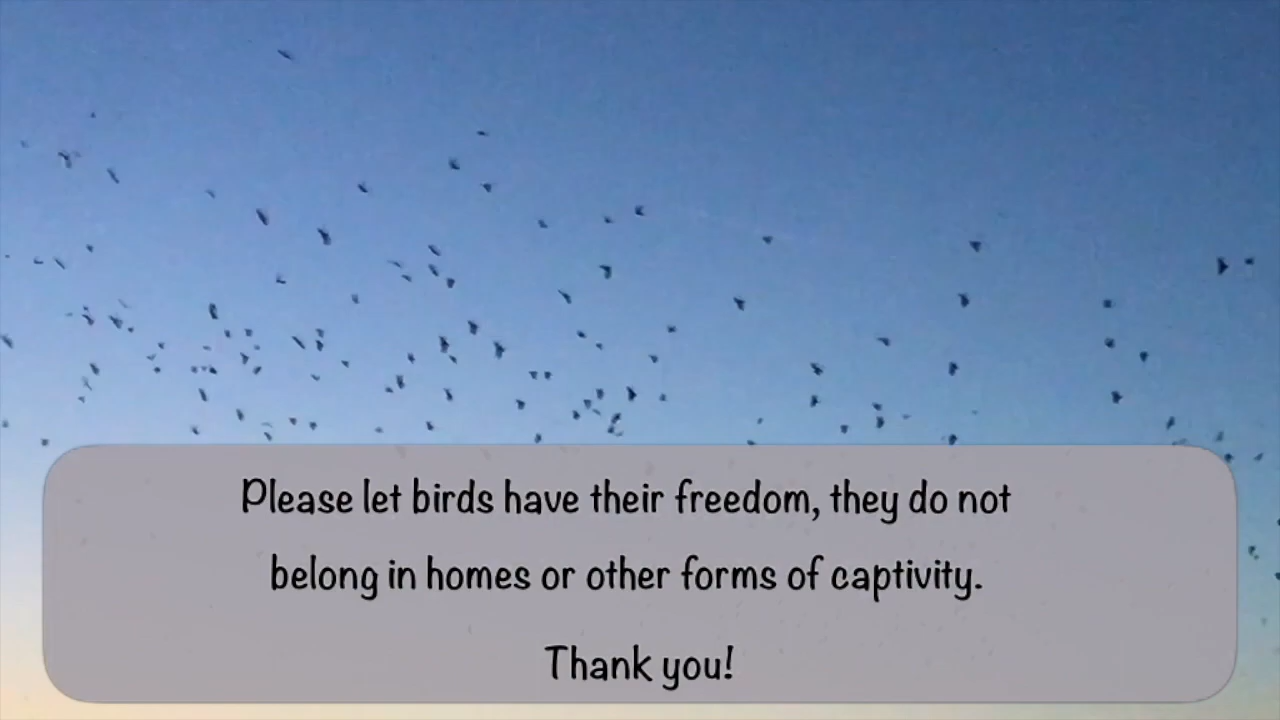 Please let birds have their freedom, they do not
belong in homes or other forms of captivity.
Thank you!